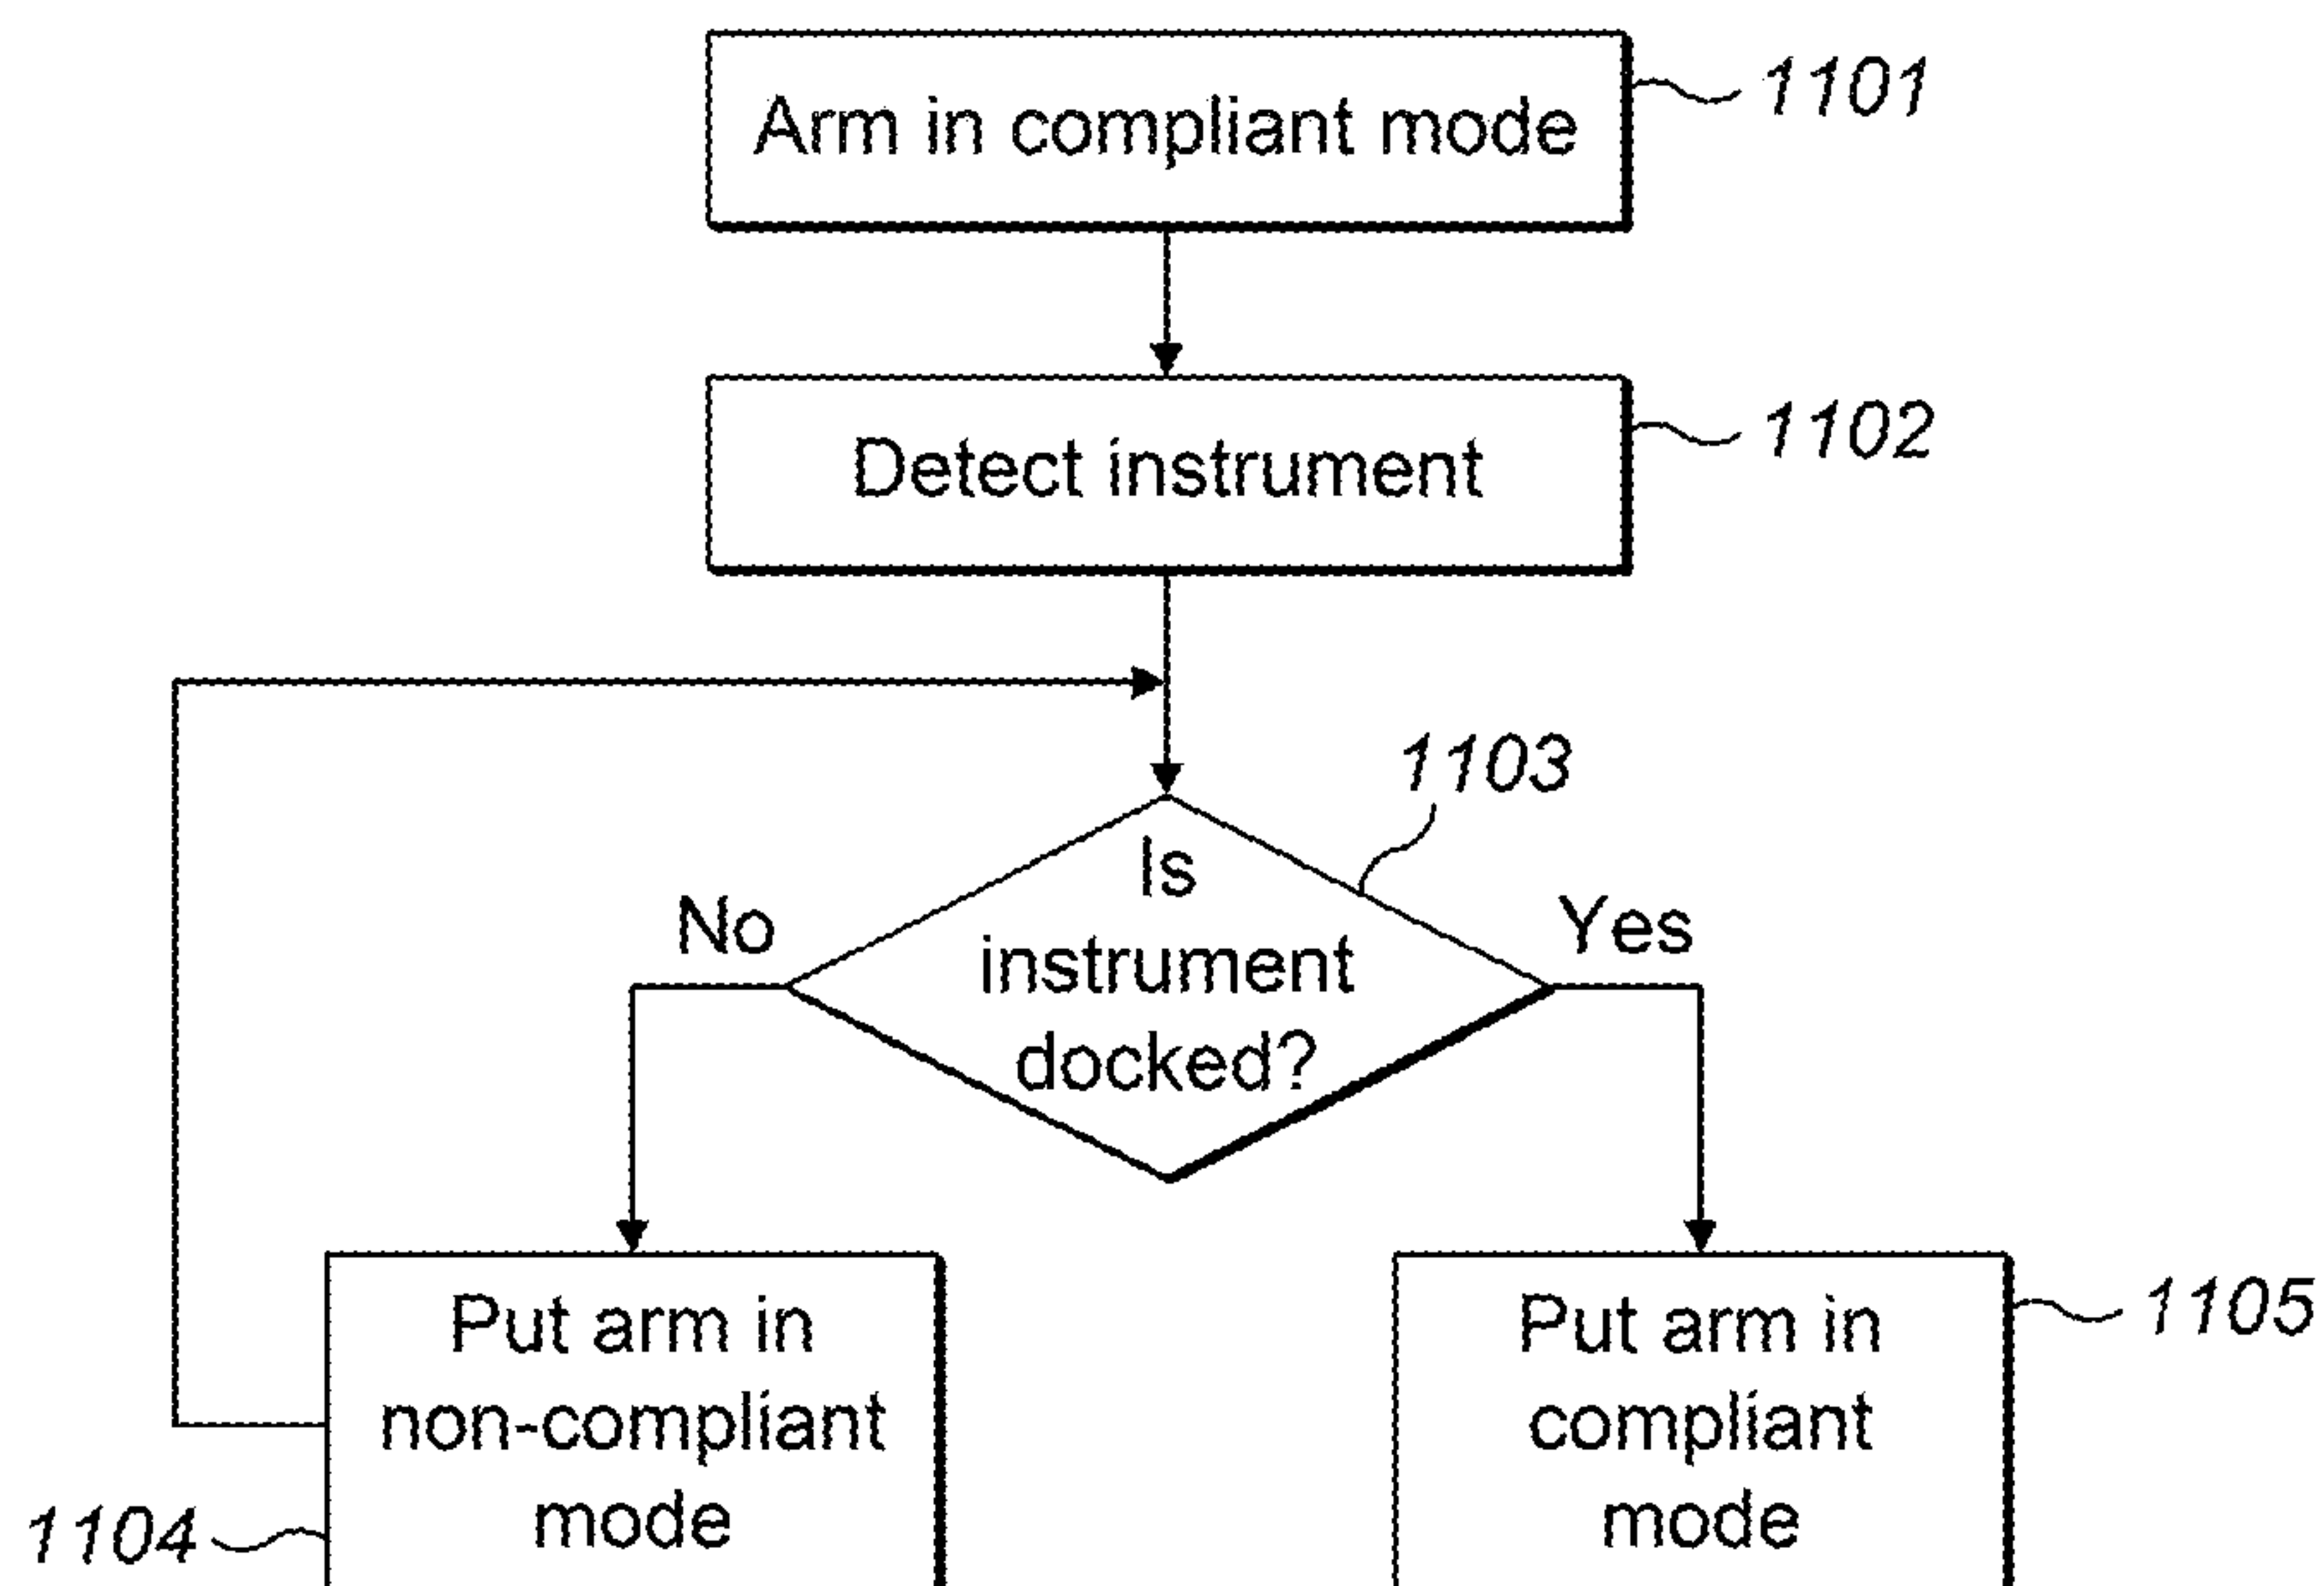 Arm in compliant mode
1101
Detect instrument
1102
1103
Is
instrument
docked?
No
Yes
Put arm in
non-compliant
mode
1104
Put arm in
compliant
mode
1105